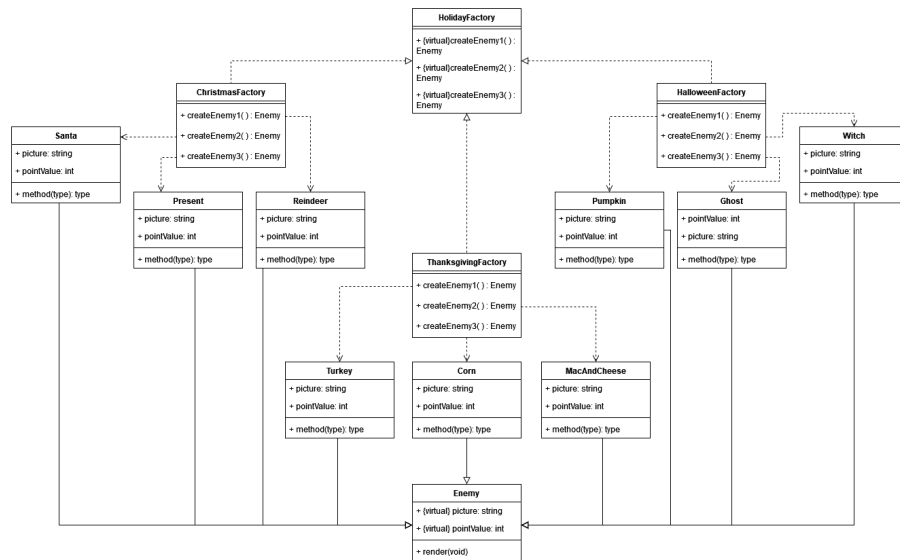 HolidayFactory
+ {virtual}createEnemy1( ) :
Enemy
+ {virtual}createEnemy2( ) :
Enemy
+ {virtual}createEnemy3( ) :
Enemy
ChristmasFactory
+ createEnemy1( ) : Enemy
+ createEnemy2( ) : Enemy
+ createEnemy3( ) : Enemy
HalloweenFactory
+ createEnemy1( ) : Enemy
+ createEnemy2( ) : Enemy
+ createEnemy3( ) : Enemy
Santa
+ picture: string
+ pointValue: int
+ method(type): type
Witch
+ picture: string
+ pointValue: int
+ method(type): type
Present
+ picture: string
+ pointValue: int
+ method(type): type
Reindeer
+ picture: string
+ pointValue: int
+ method(type): type
Pumpkin
+ picture: string
+ pointValue: int
+ method(type): type
Ghost
+ pointValue: int
+ picture: string
+ method(type): type
ThanksgivingFactory
+ createEnemy1( ) : Enemy
+ createEnemy2( ) : Enemy
+ createEnemy3( ) : Enemy
Turkey
+ picture: string
+ pointValue: int
+ method(type): type
Corn
+ picture: string
+ pointValue: int
+ method(type): type
MacAndCheese
+ picture: string
+ pointValue: int
+ method(type): type
Enemy
+ {virtual} picture: string
+ {virtual} pointValue: int
+ render(void)